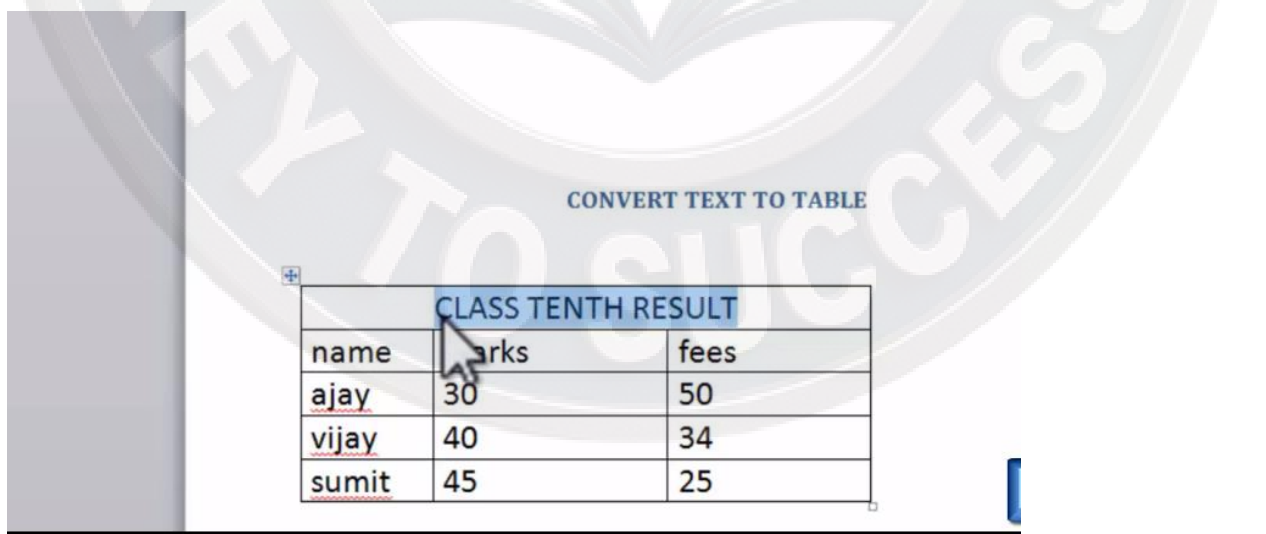 EY TO SUCCESS
CONVERT TEXT TO TABLE
CLASS TENTH RESULT
name fees
ajay 30 50
vijay 40 34
sumit 45 25